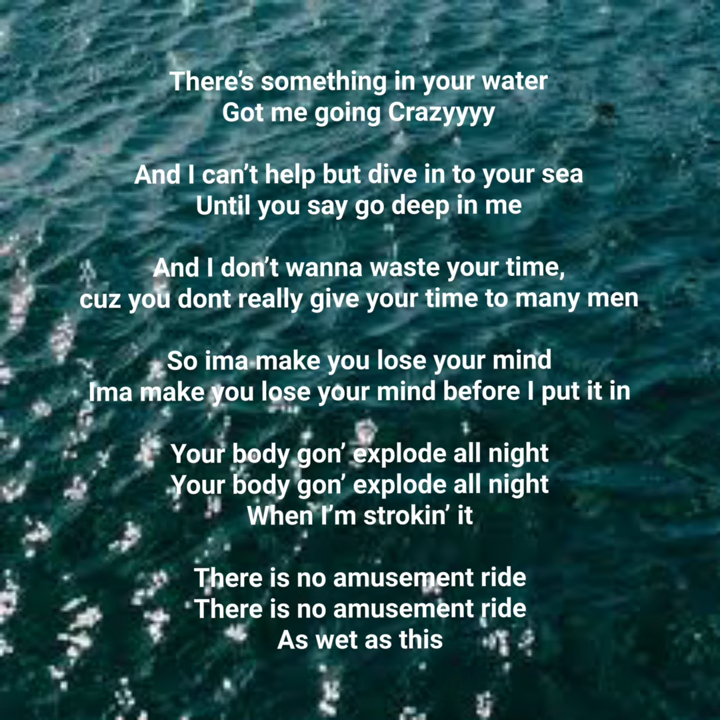 There’s something in your water
Got me going Crazyyyy
And I can’t help but dive in to your sea
Until you say go deep in me
And I don’t wanna waste your time,
cuz you dont really give your time to many men
So ima make you lose your mind
Ima make you lose your mind before I put it in
Your body gon’ explode all night
Your body gon’ explode all night
When I’m strokin’ it
There is no amusement ride
There is no amusement ride
As wet as this